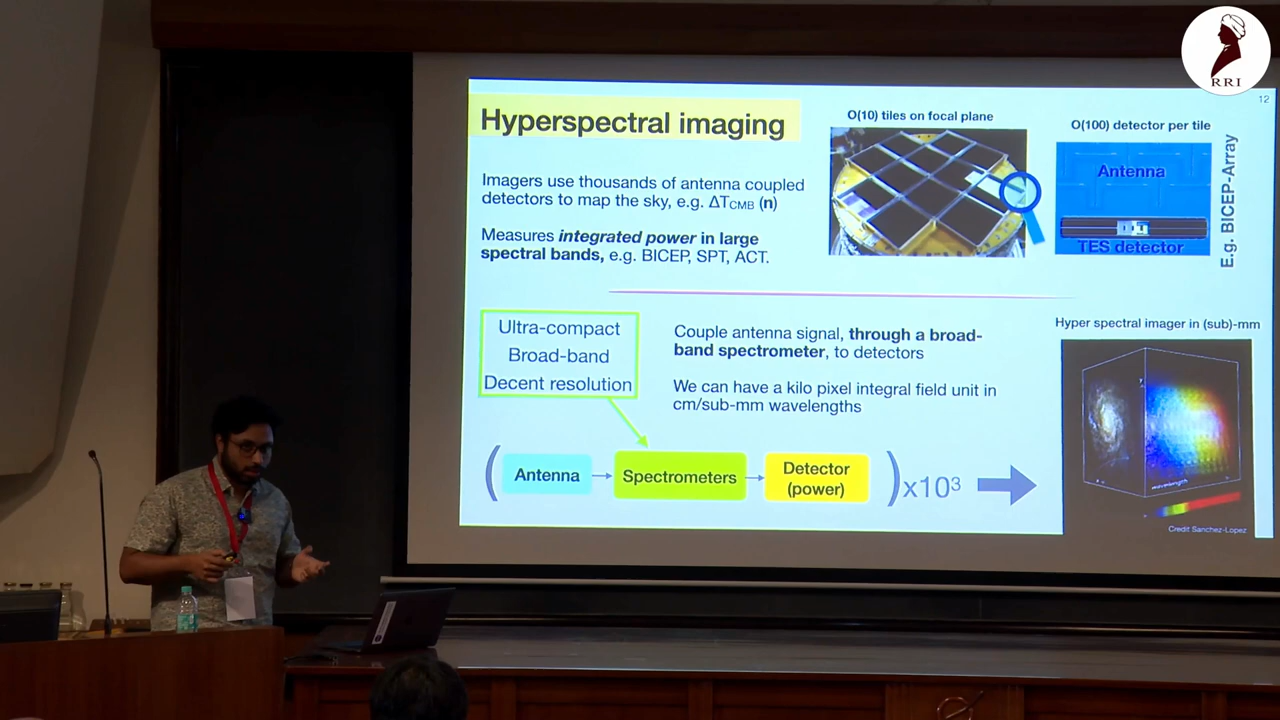 RRI
12
Hyperspectral imaging
Imagers use thousands of antenna coupled
detectors to map the sky, e.g. ΔTCMB (n)
Measures integrated power in large
spectral bands, e.g. BICEP, SPT, ACT.
O(10) tiles on focal plane
O(100) detector per tile
Antenna
TES detector
E.g. BICEP-Array
Ultra-compact
Broad-band
Decent resolution
Couple antenna signal, through a broad-
band spectrometer, to detectors
We can have a kilo pixel integral field unit in
cm/sub-mm wavelengths
Hyper spectral imager in (sub)-mm
wavelength
Credit Sanchez-Lopez
( Antenna
Spectrometers
Detector
(power)
)x10³